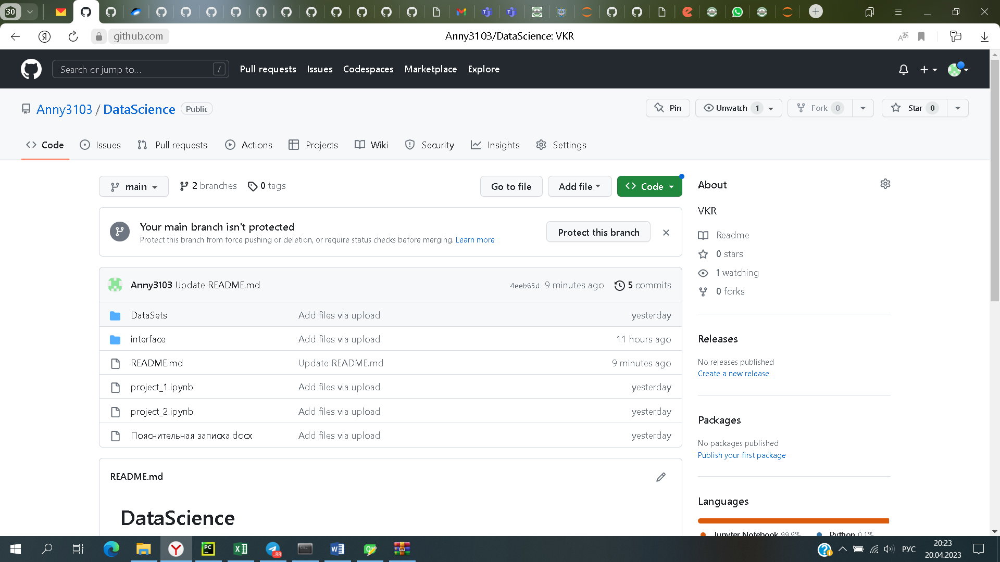 30
github.com
Anny3103/DataScience: VKR
Search or jump to...
/
Pull requests
Issues
Codespaces
Marketplace
Explore
Anny3103 / DataScience
Public
Pin
Unwatch 1
Fork 0
Star 0
Code
Issues
Pull requests
Actions
Projects
Wiki
Security
Insights
Settings
main
2 branches
0 tags
Go to file
Add file
Code
Your main branch isn't protected
Protect this branch from force pushing or deletion, or require status checks before merging. Learn more
Protect this branch
Anny3103 Update README.md
4eeb65d 9 minutes ago
5 commits
DataSets Add files via upload yesterday
interface Add files via upload 11 hours ago
README.md Update README.md 9 minutes ago
project_1.ipynb Add files via upload yesterday
project_2.ipynb Add files via upload yesterday
Пояснительная записка.docx Add files via upload yesterday
README.md
DataScience
About
VKR
Readme
0 stars
1 watching
0 forks
Releases
No releases published
Create a new release
Packages
No packages published
Publish your first package
Languages
Jupyter Notebook 99.9%
Python 0.1%
88
РУС
20:23
20.04.2023